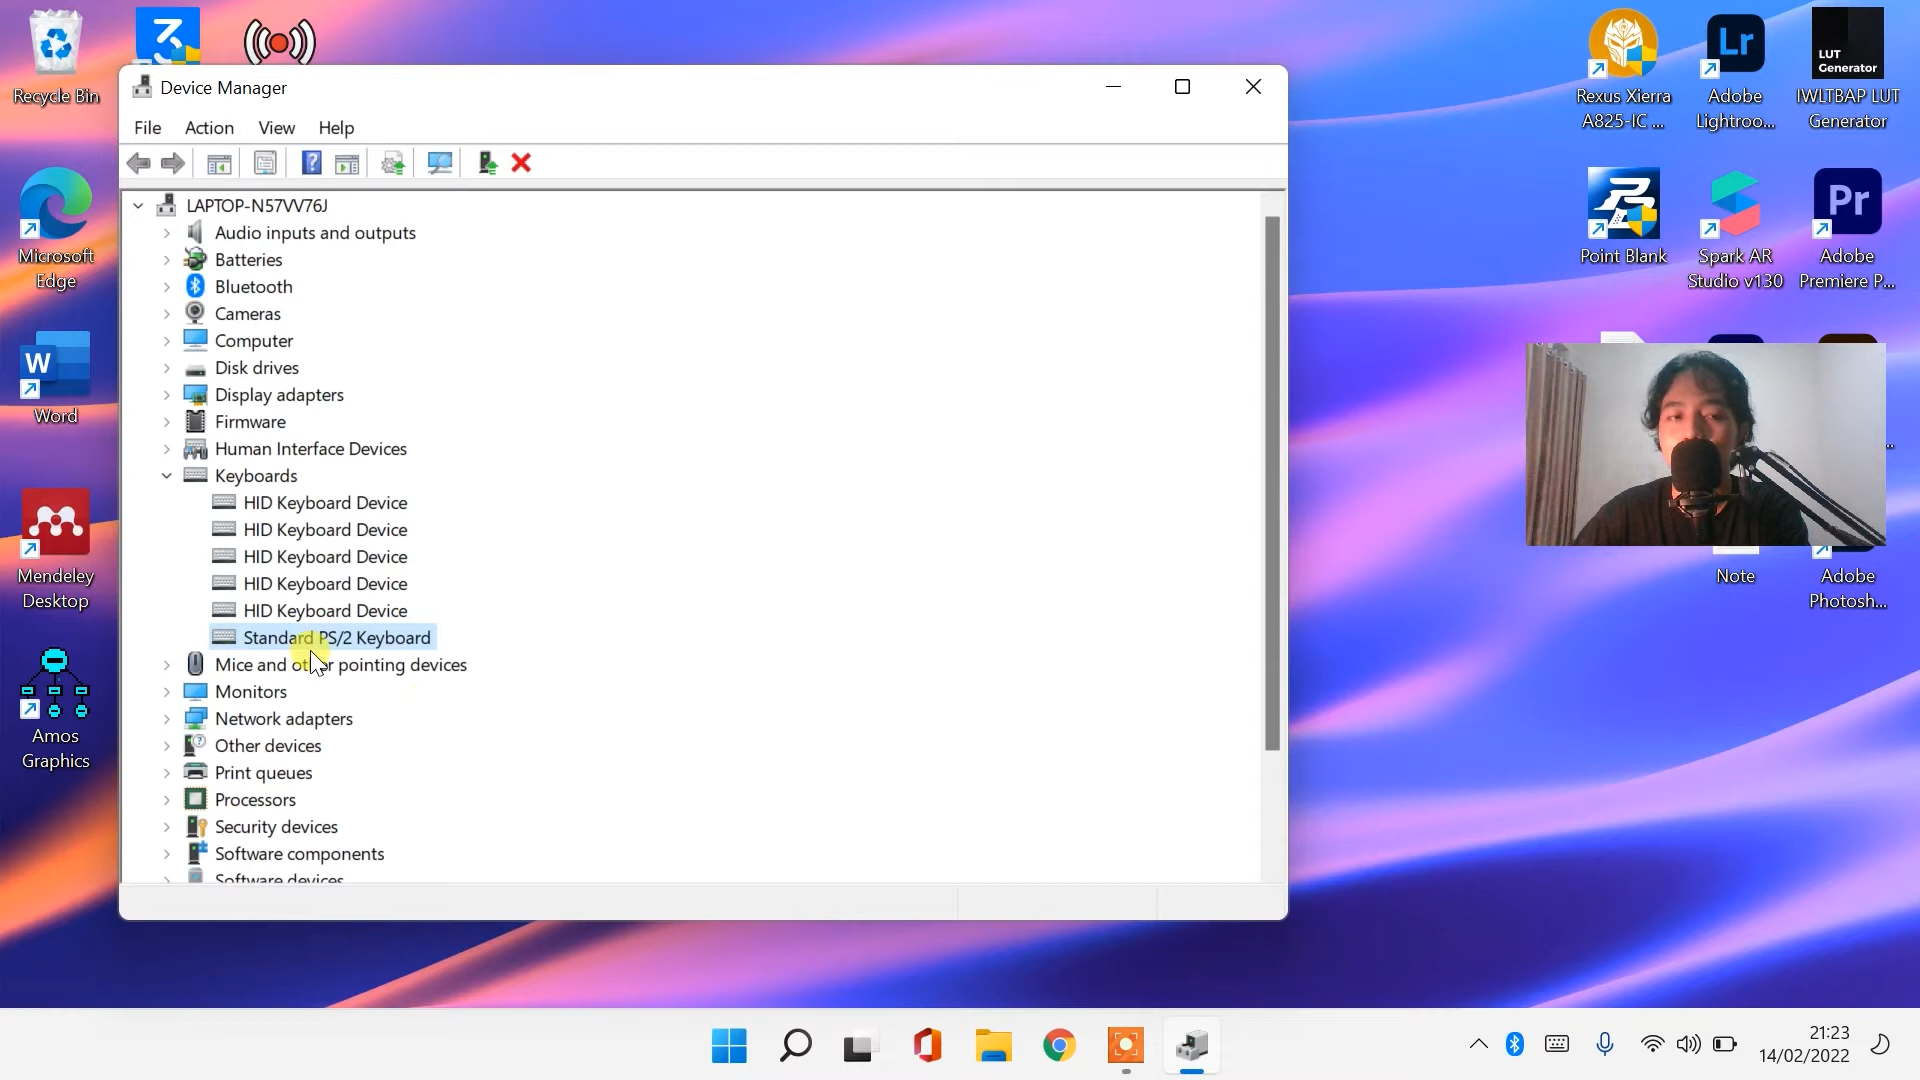 Recycle Bin
Microsoft
Edge
W
Word
Mendeley
Desktop
Amos
Graphics
Device Manager
File Action View Help
LAPTOP-N57VV76J
Audio inputs and outputs
Batteries
Bluetooth
Cameras
Computer
Disk drives
Display adapters
Firmware
Human Interface Devices
Keyboards
HID Keyboard Device
HID Keyboard Device
HID Keyboard Device
HID Keyboard Device
HID Keyboard Device
Standard PS/2 Keyboard
Mice and other pointing devices
Monitors
Network adapters
Other devices
Print queues
Processors
Security devices
Software components
Software devices
Rexus Xierra
A825-IC ...
Lr
Adobe
Lightroo...
LUT
Generator
IWLTBAP LUT
Generator
Point Blank
Spark AR
Studio v130
Pr
Adobe
Premiere P...
Note
Adobe
Photosh...
21:23
14/02/2022